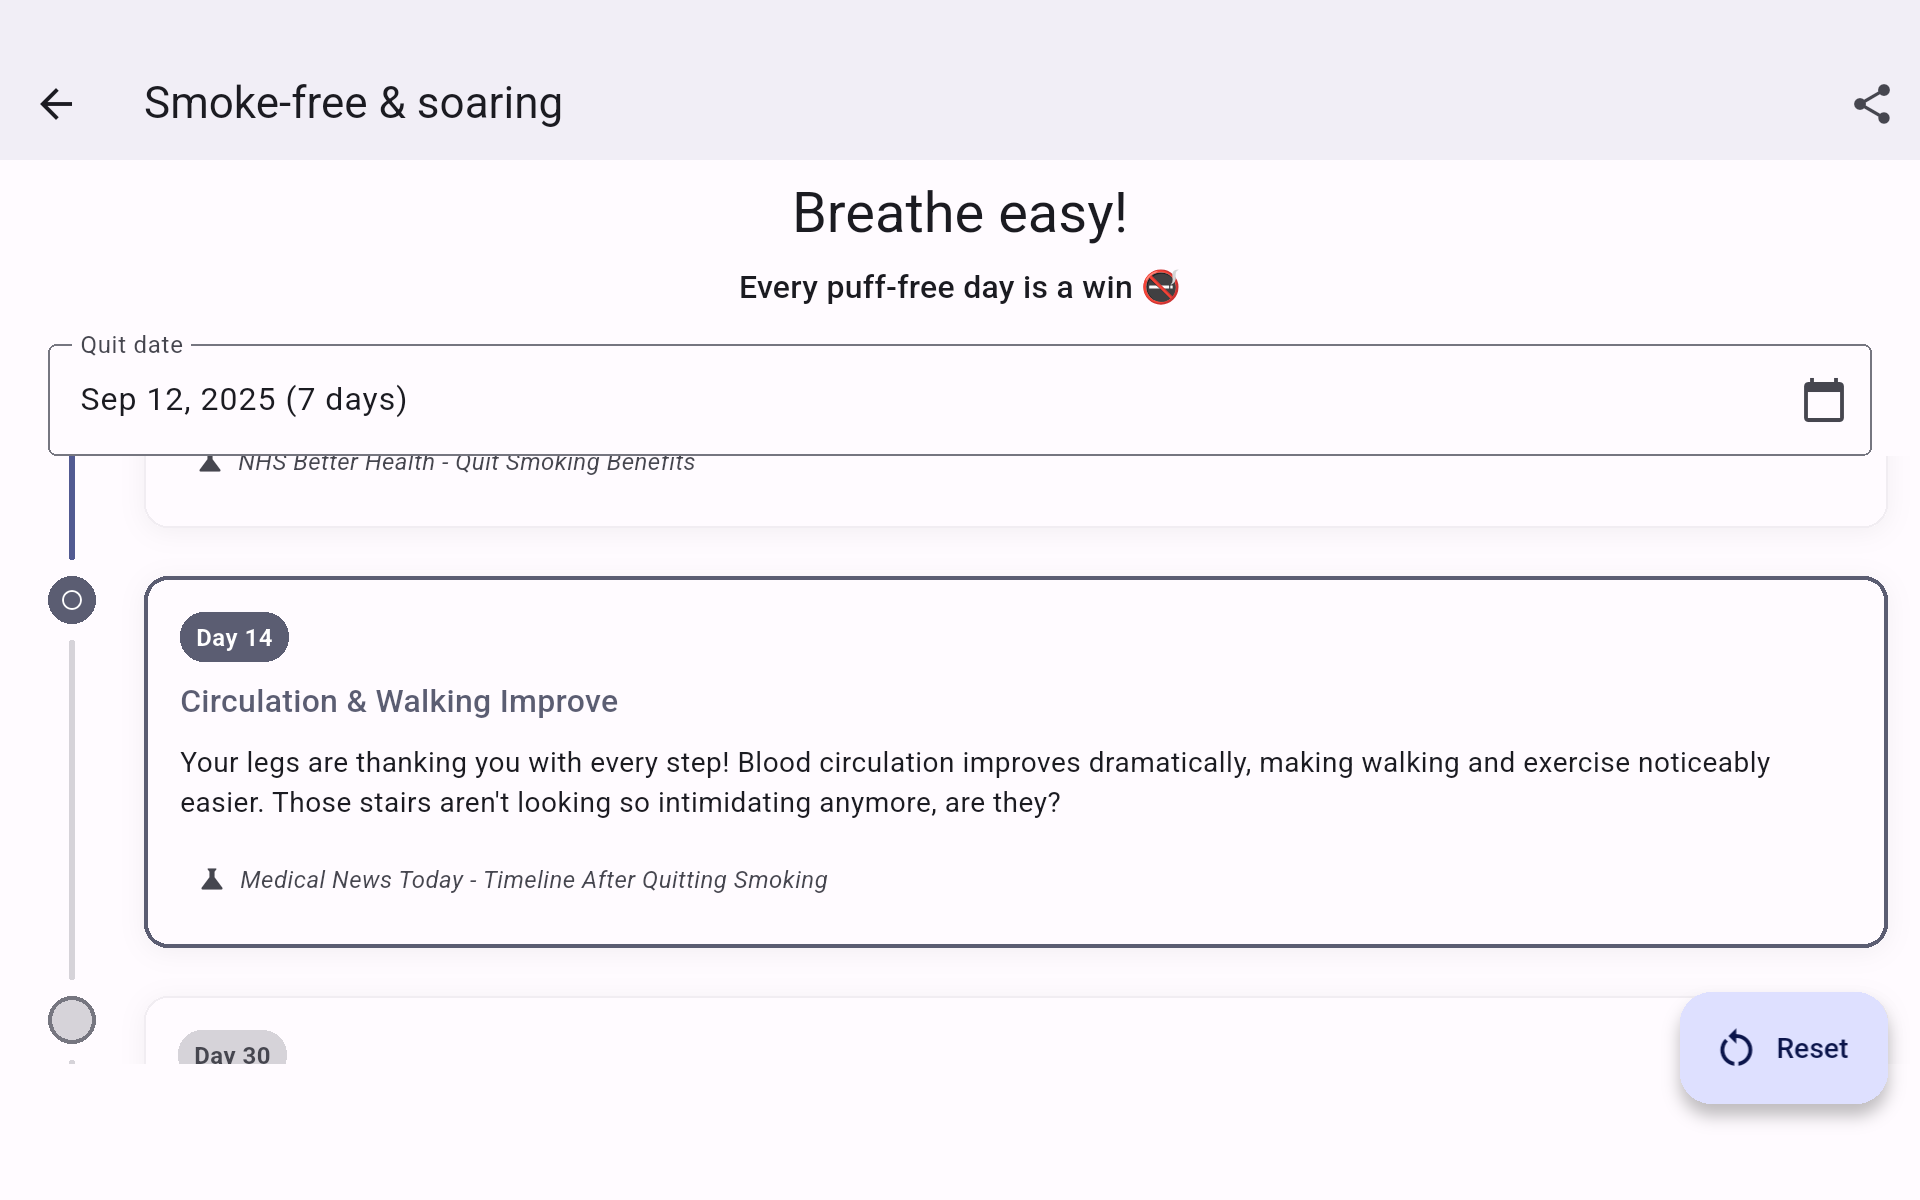 Smoke-free & soaring
Breathe easy!
Every puff-free day is a win 🚭
Quit date
Sep 12, 2025 (7 days)
NHS Better Health - Quit Smoking Benefits
Day 14
Circulation & Walking Improve
Your legs are thanking you with every step! Blood circulation improves dramatically, making walking and exercise noticeably
easier. Those stairs aren't looking so intimidating anymore, are they?
Medical News Today - Timeline After Quitting Smoking
Day 30
Reset